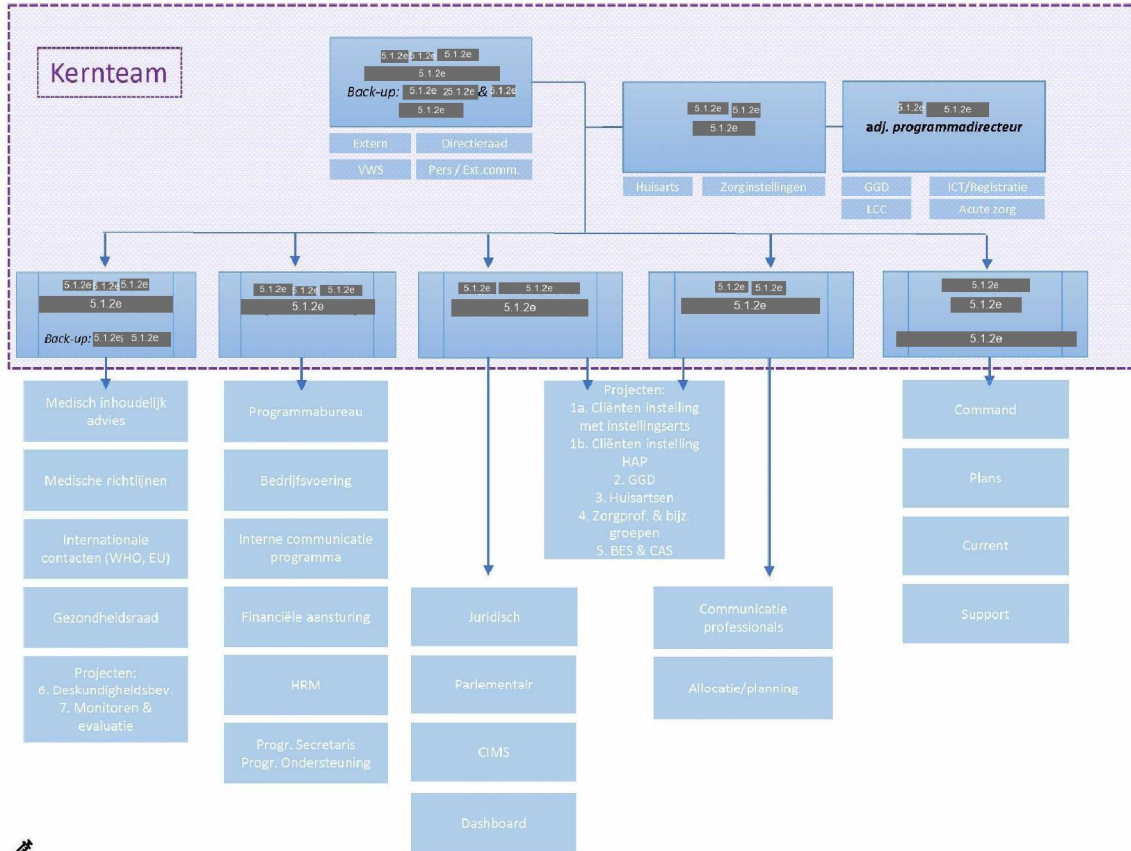 Kernteam
5.1.2e 5.1.2e 5.1.2e
5.1.2e
Back-up: 5.1.2e 25.1.2e & 5.1.2e
5.1.2e
Extern
Directieraad
VWS
Pers / Ext.comm.
5.1.2e 5.1.2e
5.1.2e
Huisarts
Zorginstellingen
5.1.2e 5.1.2e
adj. programmadirecteur
GGD
ICT/Registratie
LCC
Acute zorg
5.1.2e 5.1.2e 5.1.2e
5.1.2e
Back-up: 5.1.2e 5.1.2e
5.1.2e 5.1.2e 5.1.2e
5.1.2e
5.1.2e 5.1.2e
5.1.2e
5.1.2e 5.1.2e
5.1.2e
5.1.2e
5.1.2e
5.1.2e
Medisch inhoudelijk
advies
Medische richtlijnen
Internationale
contacten (WHO, EU)
Gezondheidsraad
Projecten:
6. Deskundigheidsbev.
7. Monitoren &
evaluatie
Programmabureau
Bedrijfsvoering
Interne communicatie
programma
Financiële aansturing
HRM
Progr. Secretaris
Progr. Ondersteuning
Juridisch
Parlementair
CIMS
Dashboard
Projecten:
1a. Cliënten instelling
met instellingsarts
1b. Cliënten instelling
HAP
2. GGD
3. Huisartsen
4. Zorgprof. & bijz.
groepen
5. BES & CAS
Communicatie
professionals
Allocatie/planning
Command
Plans
Current
Support